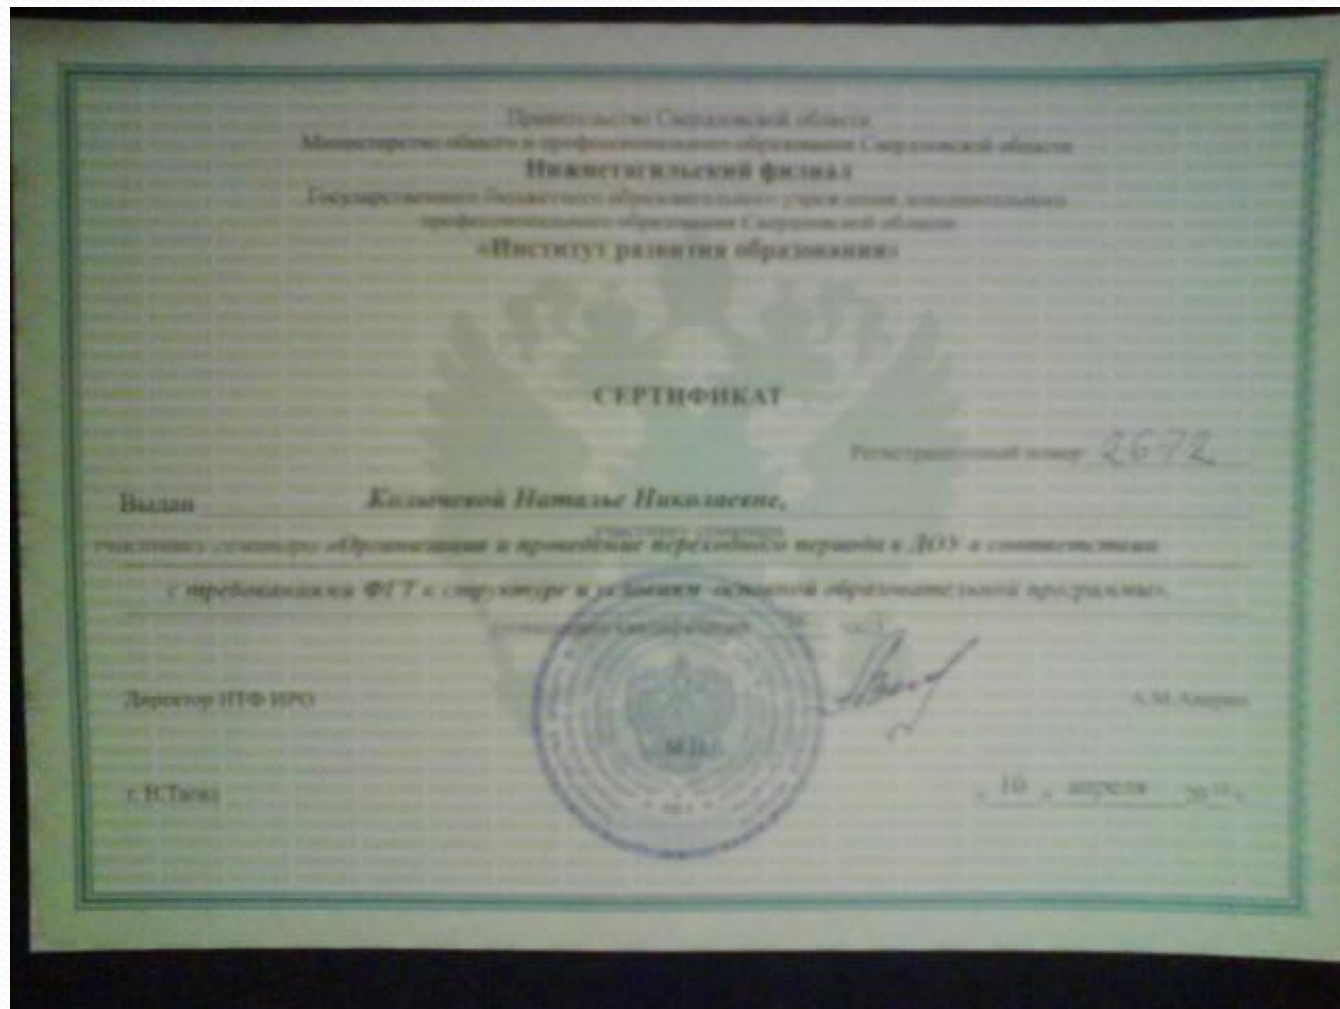 Правительство Свердловской области
Министерство общего и профессионального образования Свердловской области
Нижнетагильский филиал
Государственного бюджетного образовательного учреждения дополнительного
профессионального образования Свердловской области
«Институт развития образования»
СЕРТИФИКАТ
Регистрационный номер 2672
Выдан Колычевой Наталье Николаевне,
участнику семинара «Организация и проведение переходного периода в ДОУ в соответствии
с требованиями ФГТ к структуре и условиям основной образовательной программы»,
Директор НТФ ИРО
М.П.
г. Н.Тагил
апреля